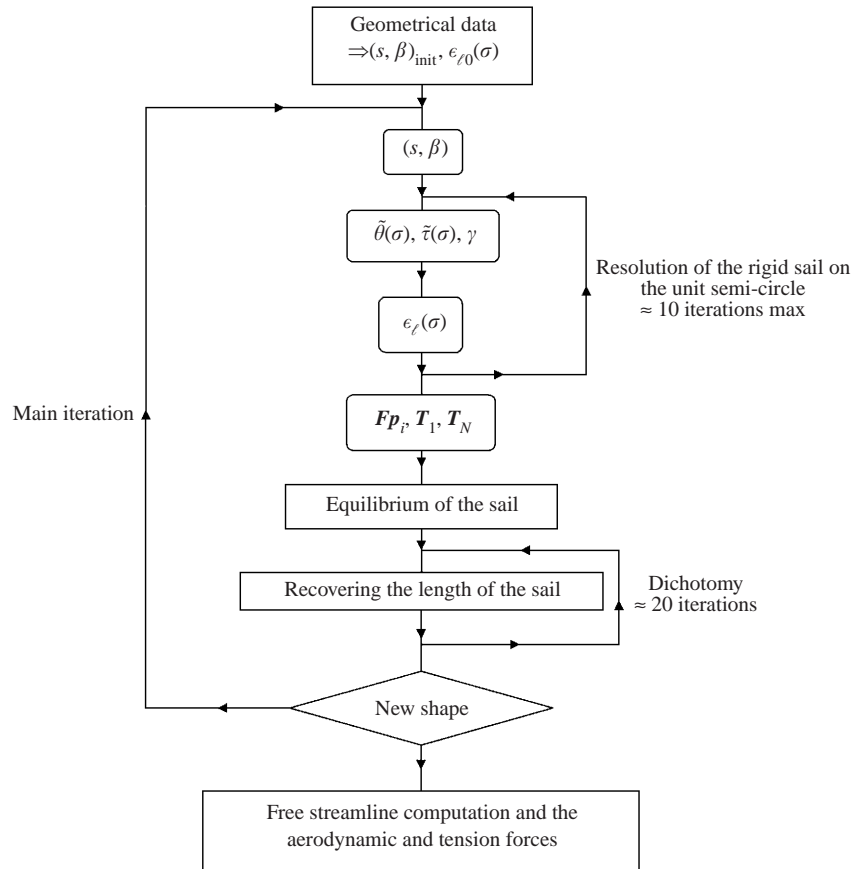 Geometrical data
⇒(s, β)init, ϵℓ0(σ)
(s, β)
θ̃(σ), τ̃(σ), γ
Resolution of the rigid sail on
the unit semi-circle
≈ 10 iterations max
ϵℓ(σ)
Main iteration
Fpi, T1, TN
Equilibrium of the sail
Recovering the length of the sail
Dichotomy
≈ 20 iterations
New shape
Free streamline computation and the
aerodynamic and tension forces